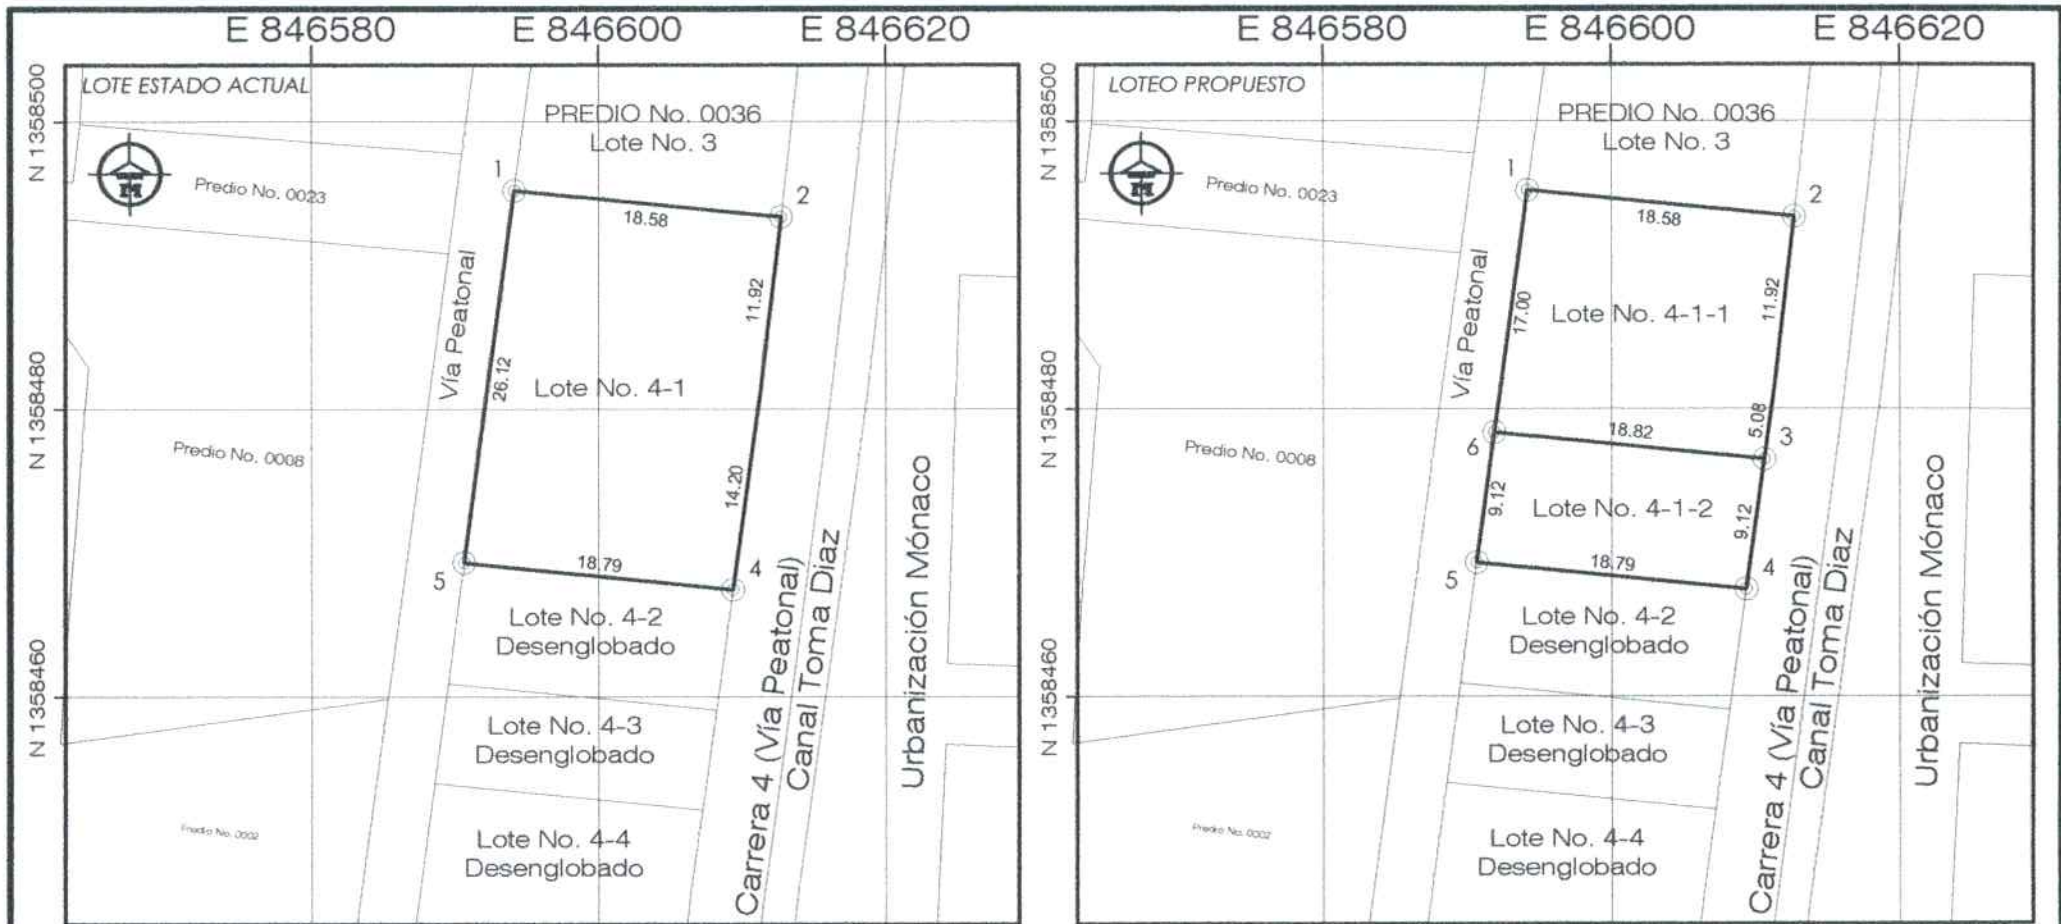 E 846580 E 846600 E 846620
LOTE ESTADO ACTUAL
N 1358500
N 1358480
N 1358460
PREDIO No. 0036
Lote No. 3
Predio No. 0023
1
2
18.58
11.92
Vía Peatonal
26.12
Lote No. 4-1
14.20
Predio No. 0008
5
18.79
4
Lote No. 4-2
Desenglobado
Lote No. 4-3
Desenglobado
Lote No. 4-4
Desenglobado
Predio No. 0002
Carrera 4 (Vía Peatonal)
Canal Toma Diaz
Urbanización Mónaco
E 846580 E 846600 E 846620
LOTEO PROPUESTO
N 1358500
N 1358480
N 1358460
PREDIO No. 0036
Lote No. 3
Predio No. 0023
1
2
18.58
11.92
Vía Peatonal
17.00
Lote No. 4-1-1
5.08
3
6
18.82
Predio No. 0008
9.12
Lote No. 4-1-2
9.12
5
18.79
4
Lote No. 4-2
Desenglobado
Lote No. 4-3
Desenglobado
Lote No. 4-4
Desenglobado
Predio No. 0002
Carrera 4 (Vía Peatonal)
Canal Toma Diaz
Urbanización Mónaco